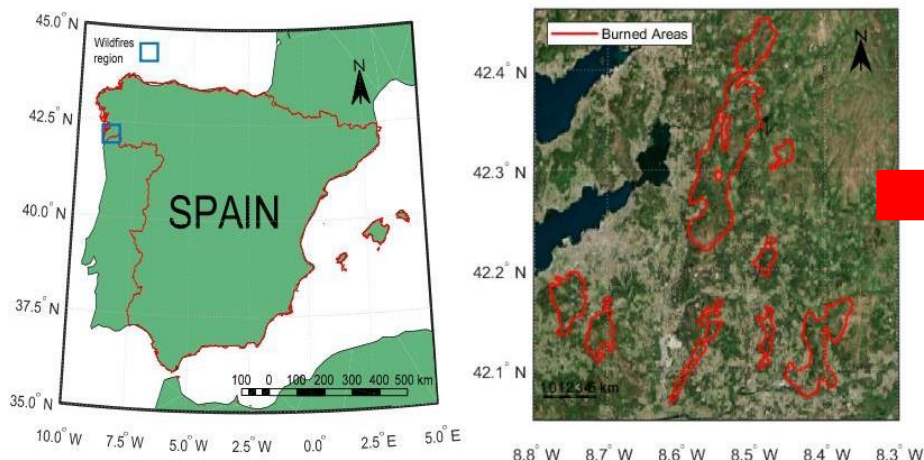 45.0° N
Wildfires
region
42.5° N
40.0° N
SPAIN
37.5° N
100 0 100 200 300 400 500 km
35.0° N
10.0° W 7.5° W 5.0° W 2.5° W 0.0° 2.5° E 5.0° E
Burned Areas
42.4° N
42.3° N
42.2° N
42.1° N
8.8° W 8.7° W 8.6° W 8.5° W 8.4° W 8.3° W